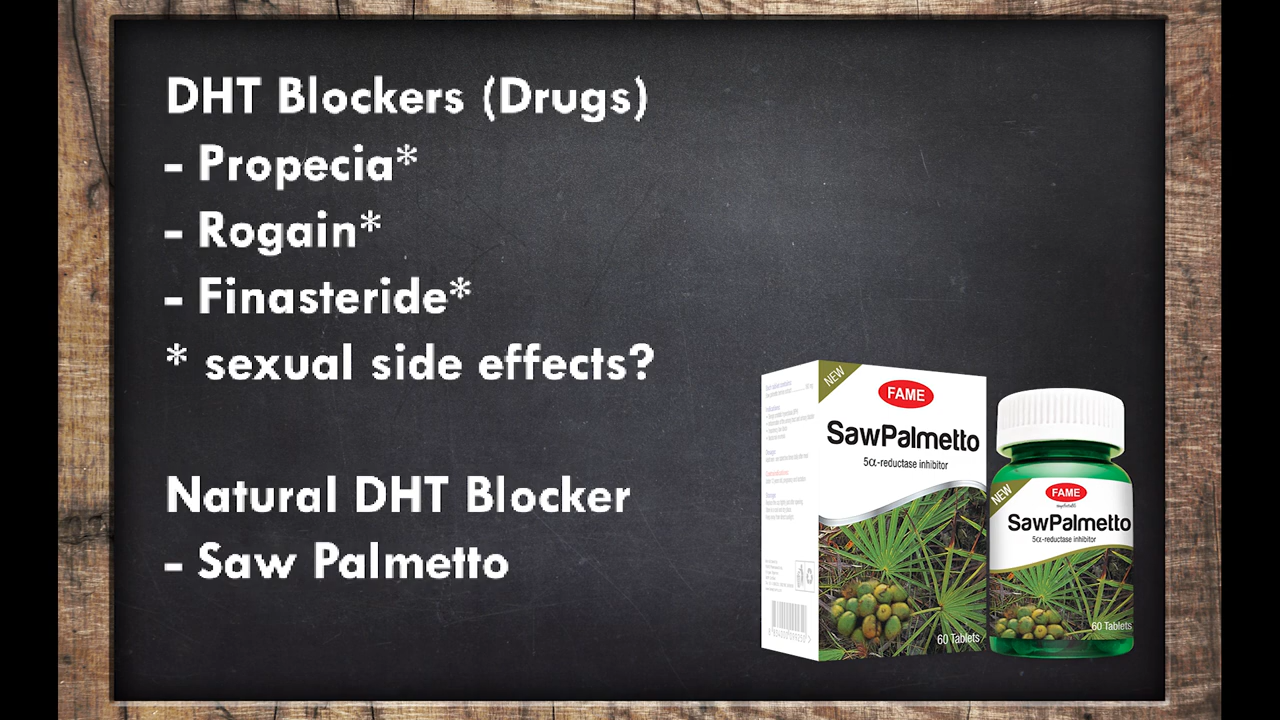 DHT Blockers (Drugs)
- Propecia*
- Rogain*
- Finasteride*
* sexual side effects?
Natural DHT Blocker
- Saw Palmetto
NEW
FAME
SawPalmetto
5α-reductase inhibitor
60 Tablets
NEW
FAME
SawPalmetto
5α-reductase inhibitor
60 Tablets